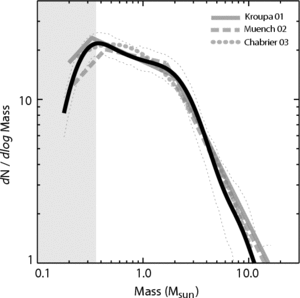 Kroupa 01
Muench 02
Chabrier 03
dN / dlog Mass
10
1
0.1 1.0 10.0
Mass (Msun)